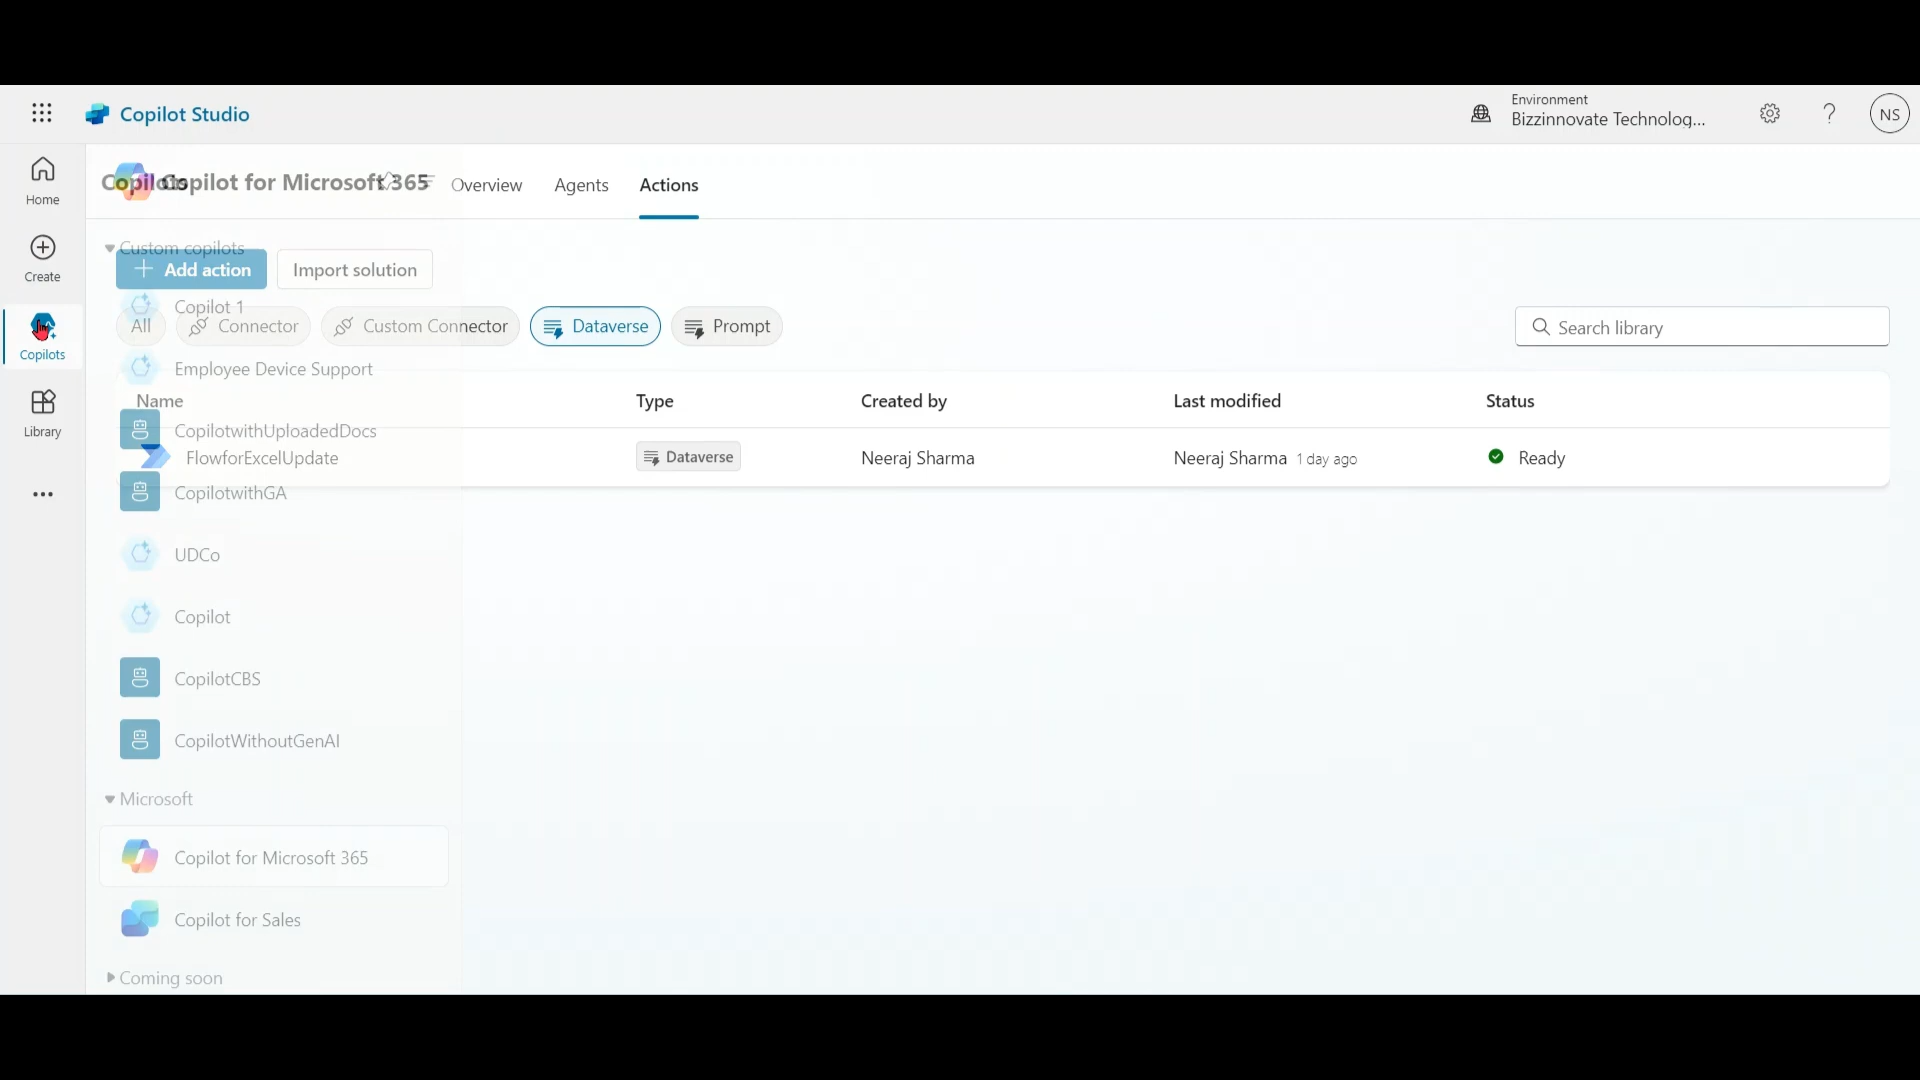 Copilot Studio
Environment
Bizzinnovate Technolog...
?
NS
Home
Create
Copilots
Library
Copilots
Copilot for Microsoft 365
Overview
Agents
Actions
Custom copilots
Add action
Import solution
Copilot 1
All
Connector
Custom Connector
Dataverse
Prompt
Search library
Employee Device Support
Name
Type
Created by
Last modified
Status
CopilotwithUploadedDocs
FlowforExcelUpdate
Dataverse
Neeraj Sharma
Neeraj Sharma 1 day ago
Ready
CopilotwithGA
UDCo
Copilot
CopilotCBS
CopilotWithoutGenAI
Microsoft
Copilot for Microsoft 365
Copilot for Sales
Coming soon